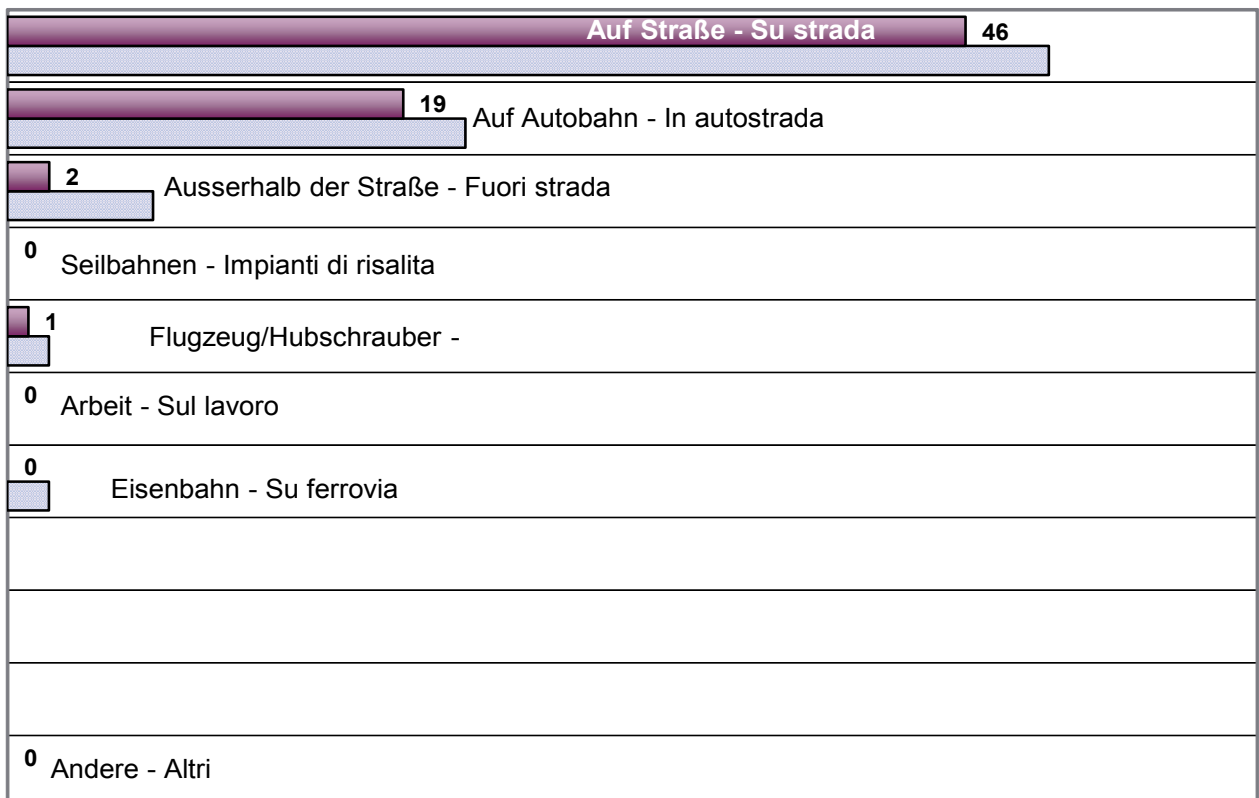 Auf Straße - Su strada 46
19 Auf Autobahn - In autostrada
2 Ausserhalb der Straße - Fuori strada
0 Seilbahnen - Impianti di risalita
1 Flugzeug/Hubschrauber -
0 Arbeit - Sul lavoro
0 Eisenbahn - Su ferrovia
0 Andere - Altri